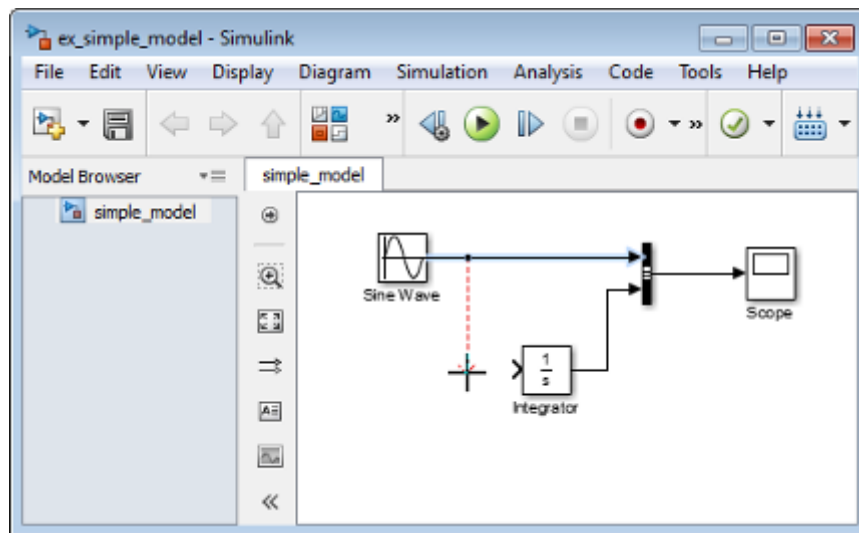 ex_simple_model - Simulink
File Edit View Display Diagram Simulation Analysis Code Tools Help
Model Browser
simple_model
simple_model
Sine Wave
Scope
1
s
Integrator